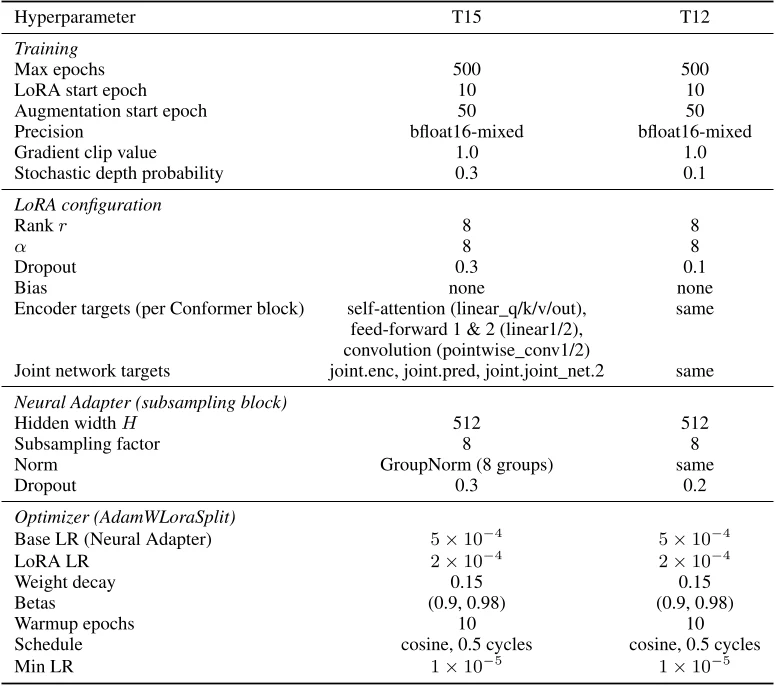 Hyperparameter T15 T12
Training
Max epochs 500 500
LoRA start epoch 10 10
Augmentation start epoch 50 50
Precision bfloat16-mixed bfloat16-mixed
Gradient clip value 1.0 1.0
Stochastic depth probability 0.3 0.1
LoRA configuration
Rank r 8 8
α 8 8
Dropout 0.3 0.1
Bias none none
Encoder targets (per Conformer block) self-attention (linear_q/k/v/out), same
feed-forward 1 & 2 (linear1/2),
convolution (pointwise_conv1/2)
Joint network targets joint.enc, joint.pred, joint.joint_net.2 same
Neural Adapter (subsampling block)
Hidden width H 512 512
Subsampling factor 8 8
Norm GroupNorm (8 groups) same
Dropout 0.3 0.2
Optimizer (AdamWLoraSplit)
Base LR (Neural Adapter) 5 × 10⁻⁴ 5 × 10⁻⁴
LoRA LR 2 × 10⁻⁴ 2 × 10⁻⁴
Weight decay 0.15 0.15
Betas (0.9, 0.98) (0.9, 0.98)
Warmup epochs 10 10
Schedule cosine, 0.5 cycles cosine, 0.5 cycles
Min LR 1 × 10⁻⁵ 1 × 10⁻⁵